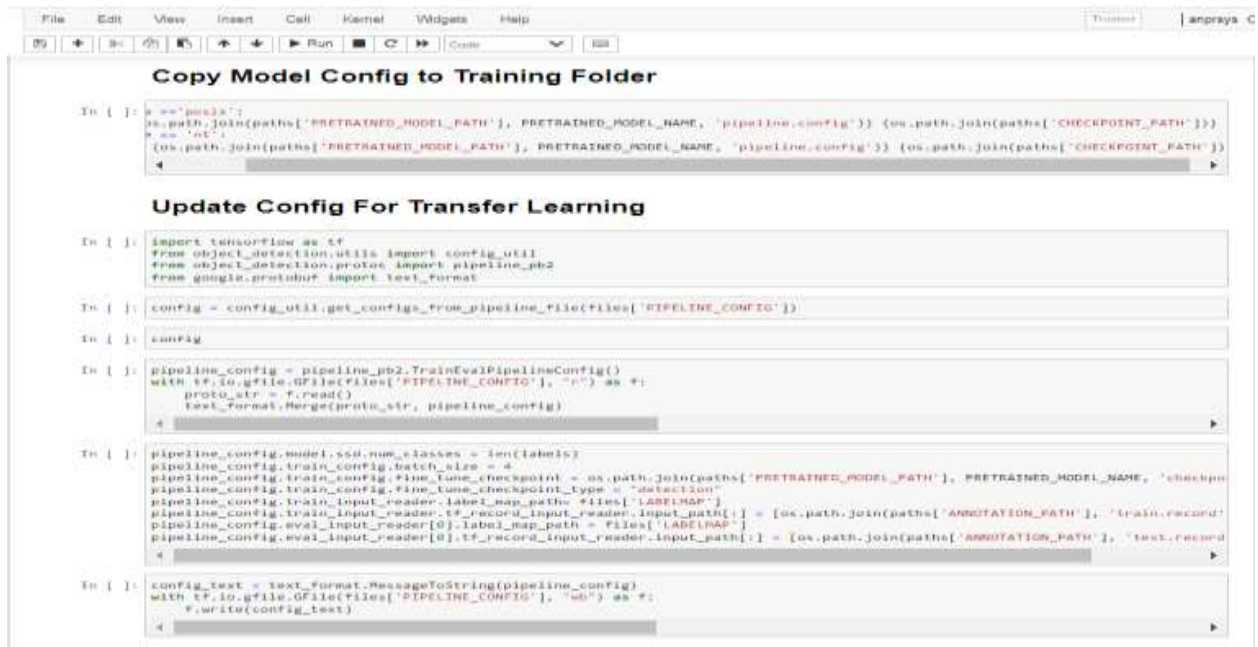 File Edit View Insert Cell Kernel Widgets Help Trusted anprsys
Run Code
Copy Model Config to Training Folder
In [ ]: e =='posix':
os.path.join(paths['PRETRAINED_MODEL_PATH'], PRETRAINED_MODEL_NAME, 'pipeline.config')} {os.path.join(paths['CHECKPOINT_PATH'])}
e == 'nt':
{os.path.join(paths['PRETRAINED_MODEL_PATH'], PRETRAINED_MODEL_NAME, 'pipeline.config')} {os.path.join(paths['CHECKPOINT_PATH'])
Update Config For Transfer Learning
In [ ]: import tensorflow as tf
from object_detection.utils import config_util
from object_detection.protos import pipeline_pb2
from google.protobuf import text_format
In [ ]: config = config_util.get_configs_from_pipeline_file(files['PIPELINE_CONFIG'])
In [ ]: config
In [ ]: pipeline_config = pipeline_pb2.TrainEvalPipelineConfig()
with tf.io.gfile.GFile(files['PIPELINE_CONFIG'], "r") as f:
proto_str = f.read()
text_format.Merge(proto_str, pipeline_config)
In [ ]: pipeline_config.model.ssd.num_classes = len(labels)
pipeline_config.train_config.batch_size = 4
pipeline_config.train_config.fine_tune_checkpoint = os.path.join(paths['PRETRAINED_MODEL_PATH'], PRETRAINED_MODEL_NAME, 'checkpo
pipeline_config.train_config.fine_tune_checkpoint_type = "detection"
pipeline_config.train_input_reader.label_map_path= files['LABELMAP']
pipeline_config.train_input_reader.tf_record_input_reader.input_path[:] = [os.path.join(paths['ANNOTATION_PATH'], 'train.record'
pipeline_config.eval_input_reader[0].label_map_path = files['LABELMAP']
pipeline_config.eval_input_reader[0].tf_record_input_reader.input_path[:] = [os.path.join(paths['ANNOTATION_PATH'], 'test.record
In [ ]: config_text = text_format.MessageToString(pipeline_config)
with tf.io.gfile.GFile(files['PIPELINE_CONFIG'], "wb") as f:
f.write(config_text)